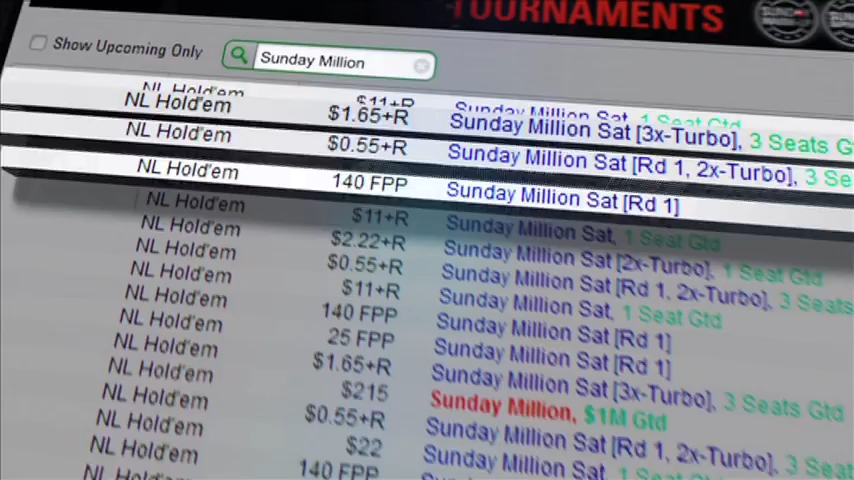 TOURNAMENTS
Show Upcoming Only Sunday Million
NL Hold'em $11+R Sunday Million Sat, 1 Seat Gtd
NL Hold'em $1.65+R Sunday Million Sat [3x-Turbo], 3 Seats G
NL Hold'em $0.55+R Sunday Million Sat [Rd 1, 2x-Turbo], 3 Se
NL Hold'em 140 FPP Sunday Million Sat [Rd 1]
NL Hold'em $11+R Sunday Million Sat, 1 Seat Gtd
NL Hold'em $2.22+R Sunday Million Sat [2x-Turbo], 1 Seat Gtd
NL Hold'em $0.55+R Sunday Million Sat [Rd 1, 2x-Turbo], 3 Seats
NL Hold'em $11+R Sunday Million Sat, 1 Seat Gtd
NL Hold'em 140 FPP Sunday Million Sat [Rd 1]
NL Hold'em 25 FPP Sunday Million Sat [Rd 1]
NL Hold'em $1.65+R Sunday Million Sat [3x-Turbo], 3 Seats Gtd
NL Hold'em $215 Sunday Million, $1M Gtd
NL Hold'em $0.55+R Sunday Million Sat [Rd 1, 2x-Turbo], 3 Seats
NL Hold'em $22 Sunday Million Sat, 1 Seat Gtd
NL Hold'em 140 FPP